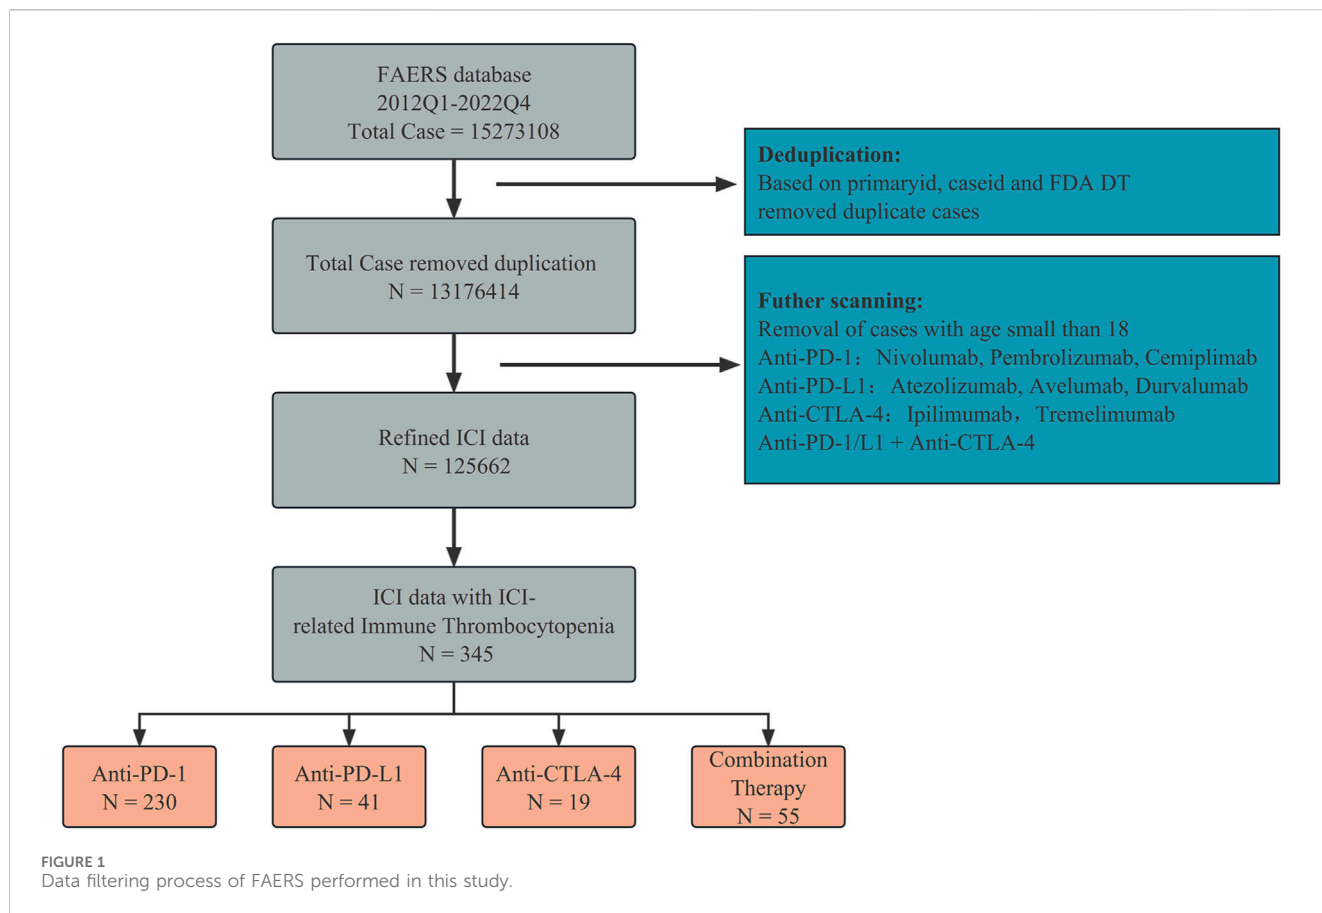 FAERS database
2012Q1-2022Q4
Total Case = 15273108
Deduplication:
Based on primaryid, caseid and FDA DT
removed duplicate cases
Total Case removed duplication
N = 13176414
Futher scanning:
Removal of cases with age small than 18
Anti-PD-1：Nivolumab, Pembrolizumab, Cemiplimab
Anti-PD-L1：Atezolizumab, Avelumab, Durvalumab
Anti-CTLA-4：Ipilimumab，Tremelimumab
Anti-PD-1/L1 + Anti-CTLA-4
Refined ICI data
N = 125662
ICI data with ICI-
related Immune Thrombocytopenia
N = 345
Anti-PD-1
N = 230
Anti-PD-L1
N = 41
Anti-CTLA-4
N = 19
Combination
Therapy
N = 55
FIGURE 1
Data filtering process of FAERS performed in this study.